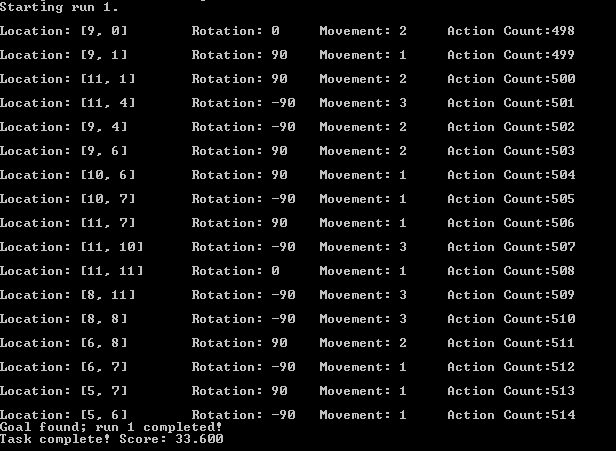 Starting run 1.
Location: [9, 0] Rotation: 0 Movement: 2 Action Count:498
Location: [9, 1] Rotation: 90 Movement: 1 Action Count:499
Location: [11, 1] Rotation: 90 Movement: 2 Action Count:500
Location: [11, 4] Rotation: -90 Movement: 3 Action Count:501
Location: [9, 4] Rotation: -90 Movement: 2 Action Count:502
Location: [9, 6] Rotation: 90 Movement: 2 Action Count:503
Location: [10, 6] Rotation: 90 Movement: 1 Action Count:504
Location: [10, 7] Rotation: -90 Movement: 1 Action Count:505
Location: [11, 7] Rotation: 90 Movement: 1 Action Count:506
Location: [11, 10] Rotation: -90 Movement: 3 Action Count:507
Location: [11, 11] Rotation: 0 Movement: 1 Action Count:508
Location: [8, 11] Rotation: -90 Movement: 3 Action Count:509
Location: [8, 8] Rotation: -90 Movement: 3 Action Count:510
Location: [6, 8] Rotation: 90 Movement: 2 Action Count:511
Location: [6, 7] Rotation: -90 Movement: 1 Action Count:512
Location: [5, 7] Rotation: 90 Movement: 1 Action Count:513
Location: [5, 6] Rotation: -90 Movement: 1 Action Count:514
Goal found; run 1 completed!
Task complete! Score: 33.600